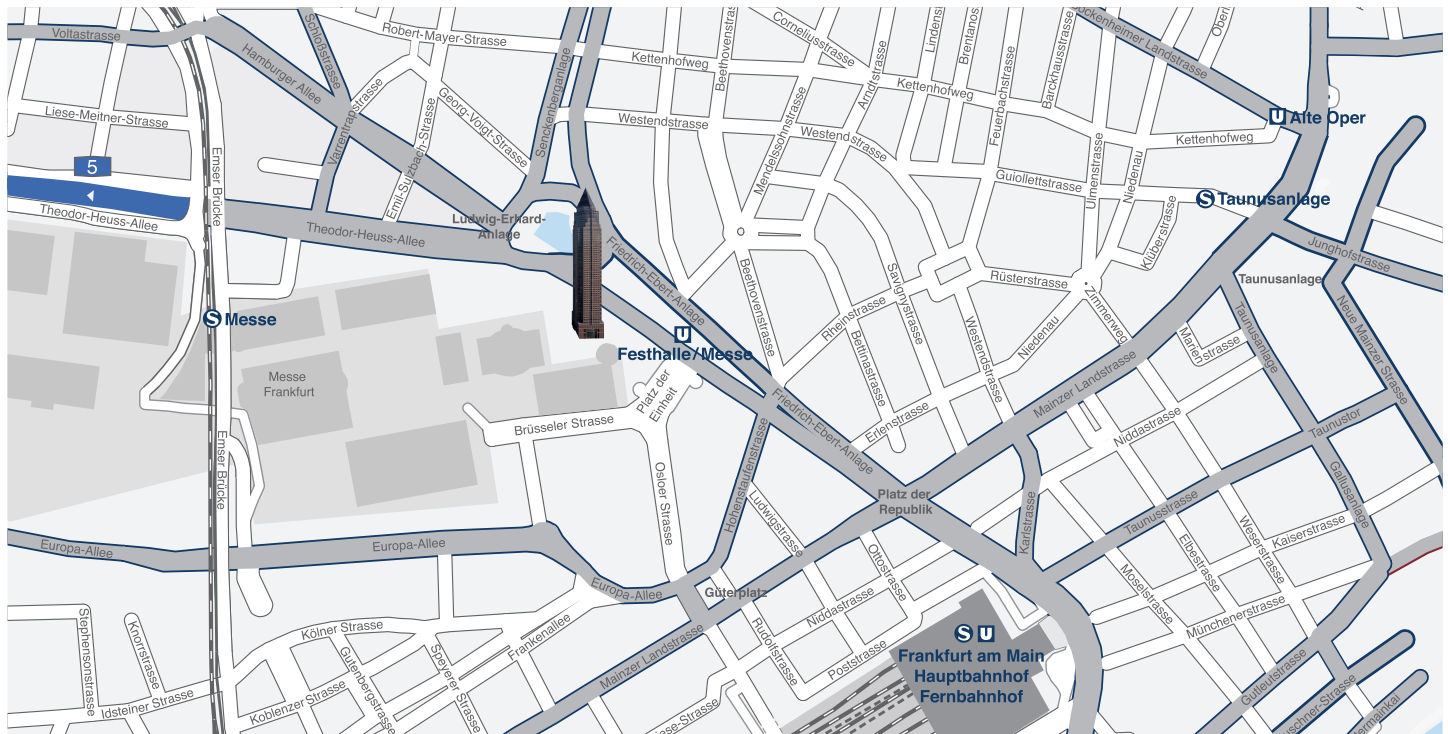 Voltastrasse
Schloßstrasse
Hamburger Allee
Robert-Mayer-Strasse
Senckenberganlage
Kettenhofweg
Beethovenstrasse
Corneliusstrasse
Arndtstrasse
Kettenhofweg
Feuerbachstrasse
Barckhausstrasse
Bockenheimer Landstrasse
Liese-Meitner-Strasse
Varrentrappstrasse
Georg-Voigt-Strasse
Emil-Sulzbach-Strasse
Westendstrasse
Mendelssohnstrasse
Westendstrasse
Ulmenstrasse
Niedenau
Kettenhofweg
U Alte Oper
5
Emser Brücke
Theodor-Heuss-Allee
Theodor-Heuss-Allee
Ludwig-Erhard-
Anlage
Guiollettstrasse
S Taunusanlage
Klüberstrasse
Junghofstrasse
Friedrich-Ebert-Anlage
Beethovenstrasse
Savignystrasse
Rüsterstrasse
Taunusanlage
Taunusanlage
Neue Mainzer Strasse
S Messe
U
Festhalle/Messe
Rheinstrasse
Bettinastrasse
Westendstrasse
Niedenau
Zimmerweg
Marienstrasse
Messe
Frankfurt
Platz der
Einheit
Brüsseler Strasse
Friedrich-Ebert-Anlage
Erlenstrasse
Mainzer Landstrasse
Niddastrasse
Taunustor
Gallusanlage
Emser Brücke
Osloer Strasse
Hohenstaufenstrasse
Ludwigstrasse
Platz der
Republik
Karlstrasse
Taunusstrasse
Elbestrasse
Weserstrasse
Kaiserstrasse
Europa-Allee
Europa-Allee
Europa-Allee
Güterplatz
Ottostrasse
Niddastrasse
Moselstrasse
Münchenerstrasse
Stephensonstrasse
Knorrstrasse
Kölner Strasse
Gutenbergstrasse
Speyerer Strasse
Frankenallee
Mainzer Landstrasse
Rudolfstrasse
Poststrasse
S U
Frankfurt am Main
Hauptbahnhof
Fernbahnhof
Idsteiner Strasse
Koblenzer Strasse
Gutleutstrasse